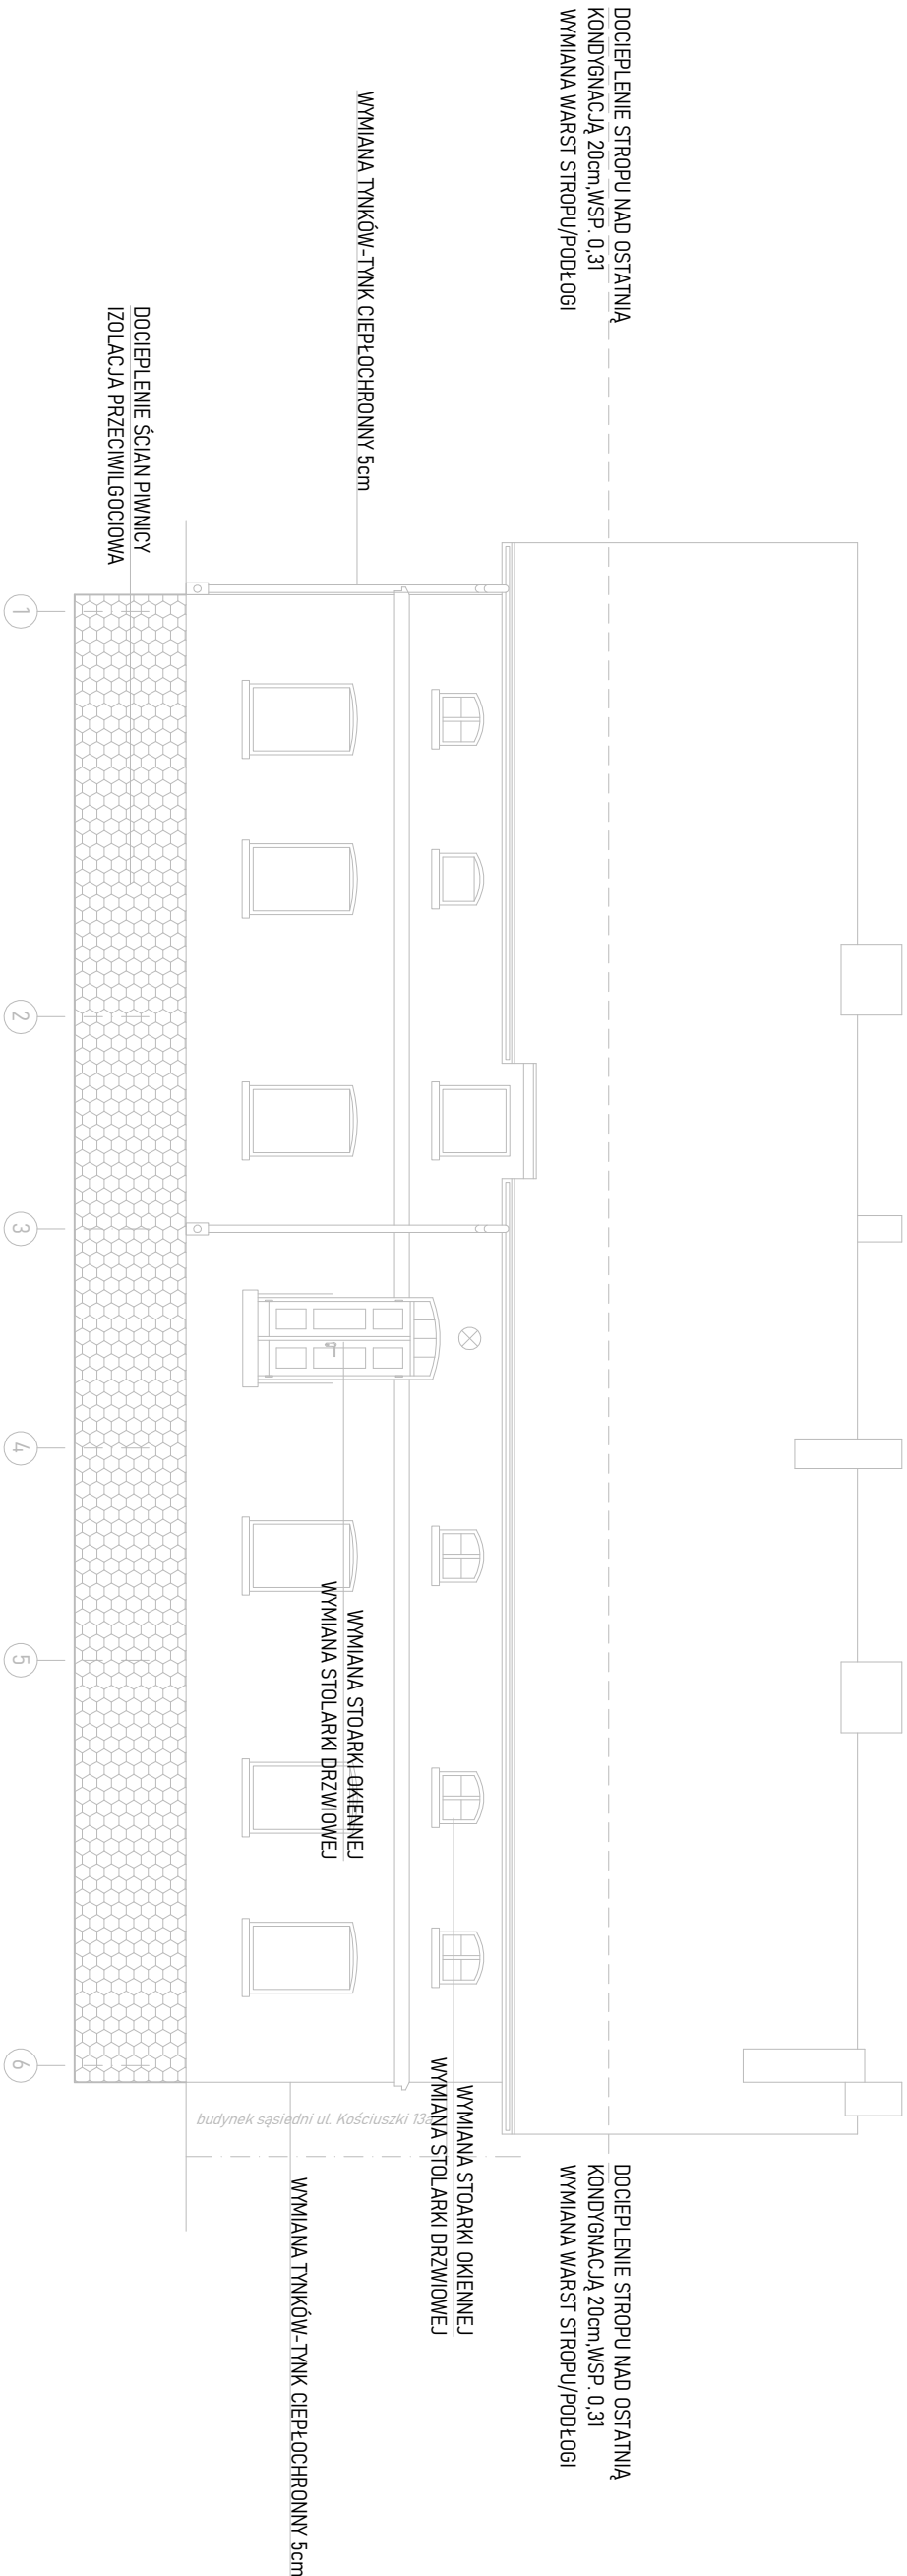 DOCIEPLENIE STROPU NAD OSTATNIĄ
KONDYGNACJĄ 20cm,WSP. 0,31
WYMIANA WARST STROPU/PODŁOGI
DOCIEPLENIE STROPU NAD OSTATNIĄ
KONDYGNACJĄ 20cm,WSP. 0,31
WYMIANA WARST STROPU/PODŁOGI
WYMIANA STOARKI OKIENNEJ
WYMIANA STOLARKI DRZWIOWEJ
WYMIANA TYNKÓW-TYNK CIEPŁOCHRONNY 5cm
WYMIANA STOARKI OKIENNEJ
WYMIANA STOLARKI DRZWIOWEJ
WYMIANA TYNKÓW-TYNK CIEPŁOCHRONNY 5cm
budynek sąsiedni ul. Kościuszki 13a
DOCIEPLENIE ŚCIAN PIWNICY
IZOLACJA PRZECIWILGOCIOWA
1
2
3
4
5
6